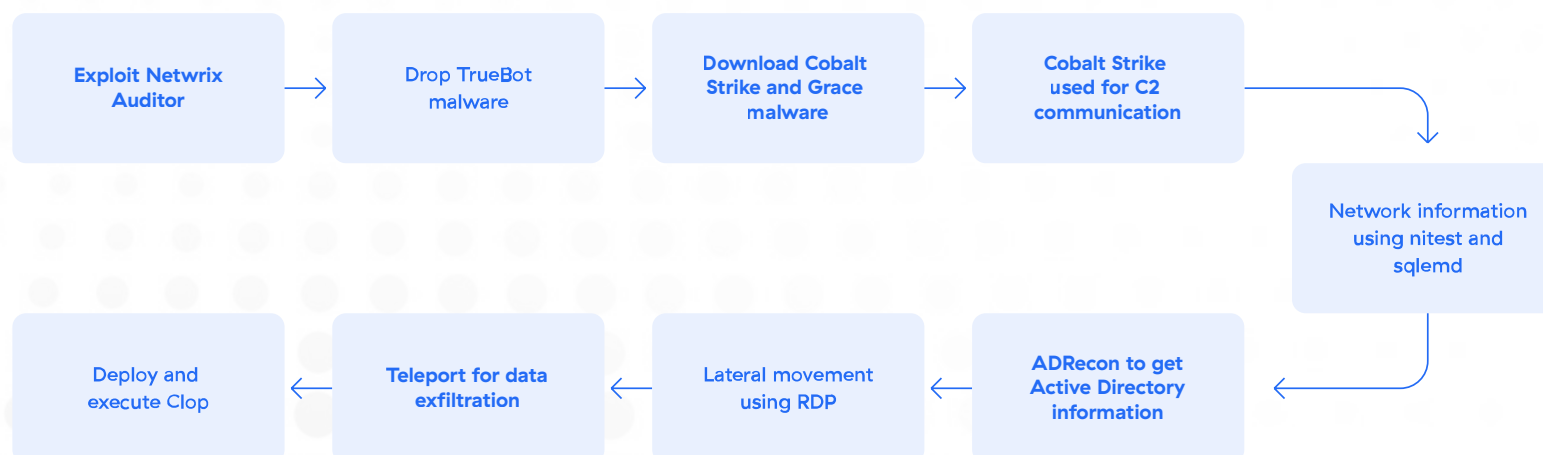 Exploit Netwrix
Auditor
Drop TrueBot
malware
Download Cobalt
Strike and Grace
malware
Cobalt Strike
used for C2
communication
Network information
using nitest and
sqlemd
ADRecon to get
Active Directory
information
Lateral movement
using RDP
Teleport for data
exfiltration
Deploy and
execute Clop